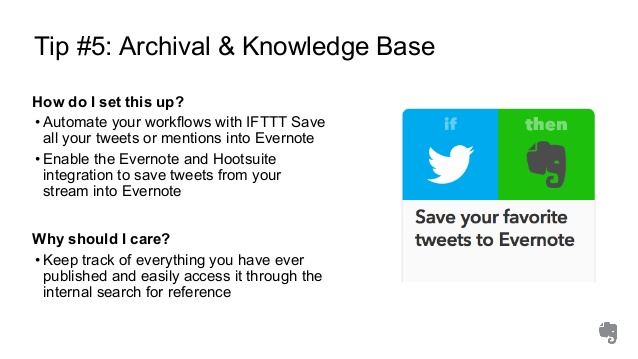 Tip #5: Archival & Knowledge Base
How do I set this up?
• Automate your workflows with IFTTT Save
all your tweets or mentions into Evernote
• Enable the Evernote and Hootsuite
integration to save tweets from your
stream into Evernote
Why should I care?
• Keep track of everything you have ever
published and easily access it through the
internal search for reference
if then
Save your favorite
tweets to Evernote